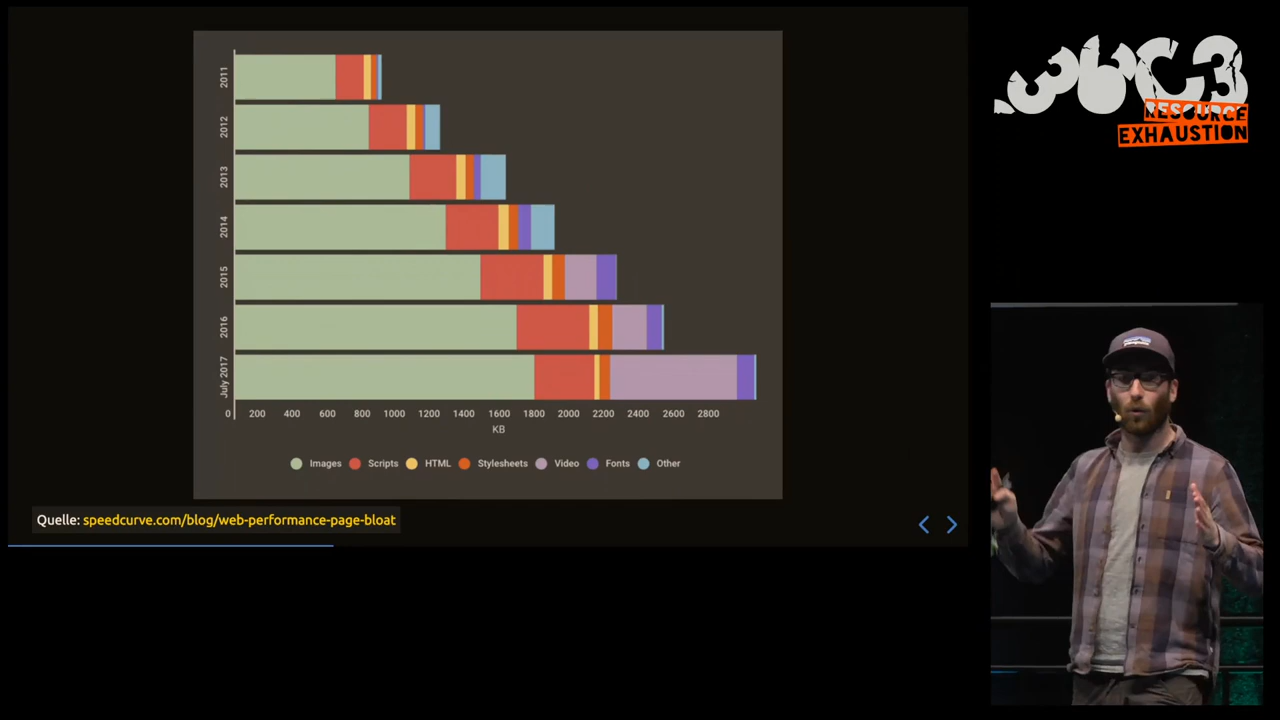 36C3
RESOURCE
EXHAUSTION
2011
2012
2013
2014
2015
2016
July 2017
0 200 400 600 800 1000 1200 1400 1600 1800 2000 2200 2400 2600 2800
KB
Images Scripts HTML Stylesheets Video Fonts Other
Quelle: speedcurve.com/blog/web-performance-page-bloat